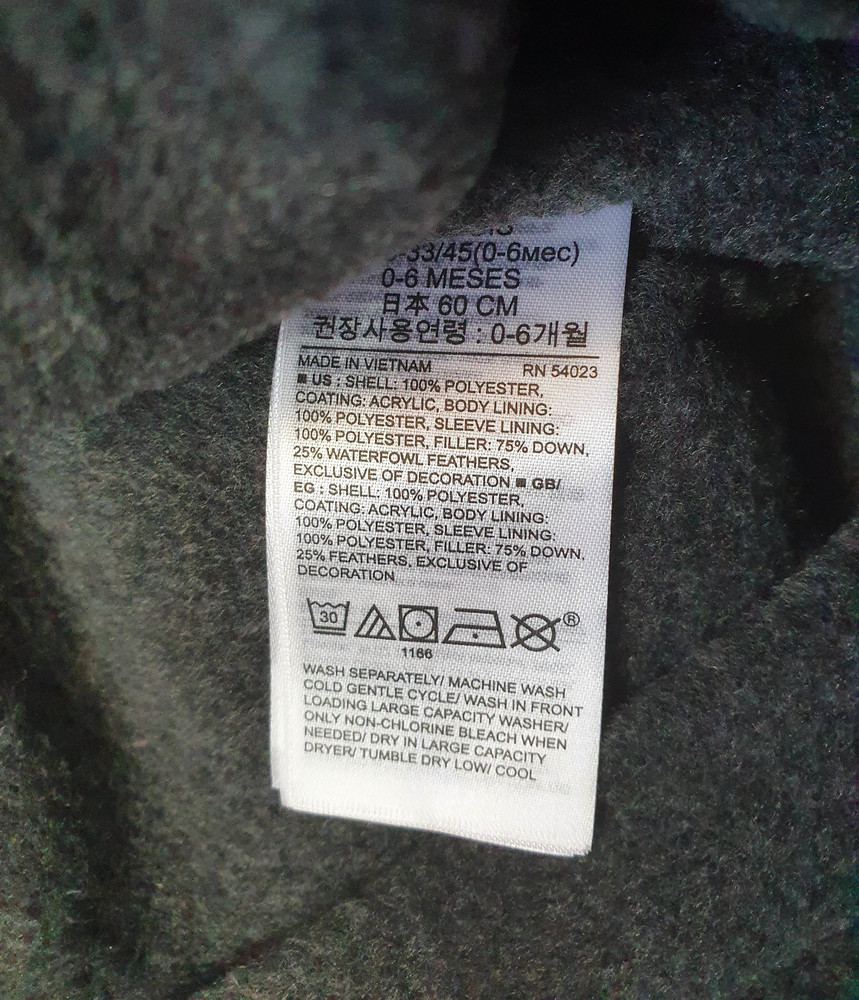 33/45(0-6мес)
0-6 MESES
日本 60 CM
권장사용연령 : 0-6개월
MADE IN VIETNAM RN 54023
■ US : SHELL: 100% POLYESTER,
COATING: ACRYLIC, BODY LINING:
100% POLYESTER, SLEEVE LINING:
100% POLYESTER, FILLER: 75% DOWN,
25% WATERFOWL FEATHERS,
EXCLUSIVE OF DECORATION ■ GB/
EG : SHELL: 100% POLYESTER,
COATING: ACRYLIC, BODY LINING:
100% POLYESTER, SLEEVE LINING:
100% POLYESTER, FILLER: 75% DOWN,
25% FEATHERS, EXCLUSIVE OF
DECORATION
30 ®
1166
WASH SEPARATELY/ MACHINE WASH
COLD GENTLE CYCLE/ WASH IN FRONT
LOADING LARGE CAPACITY WASHER/
ONLY NON-CHLORINE BLEACH WHEN
NEEDED/ DRY IN LARGE CAPACITY
DRYER/ TUMBLE DRY LOW/ COOL